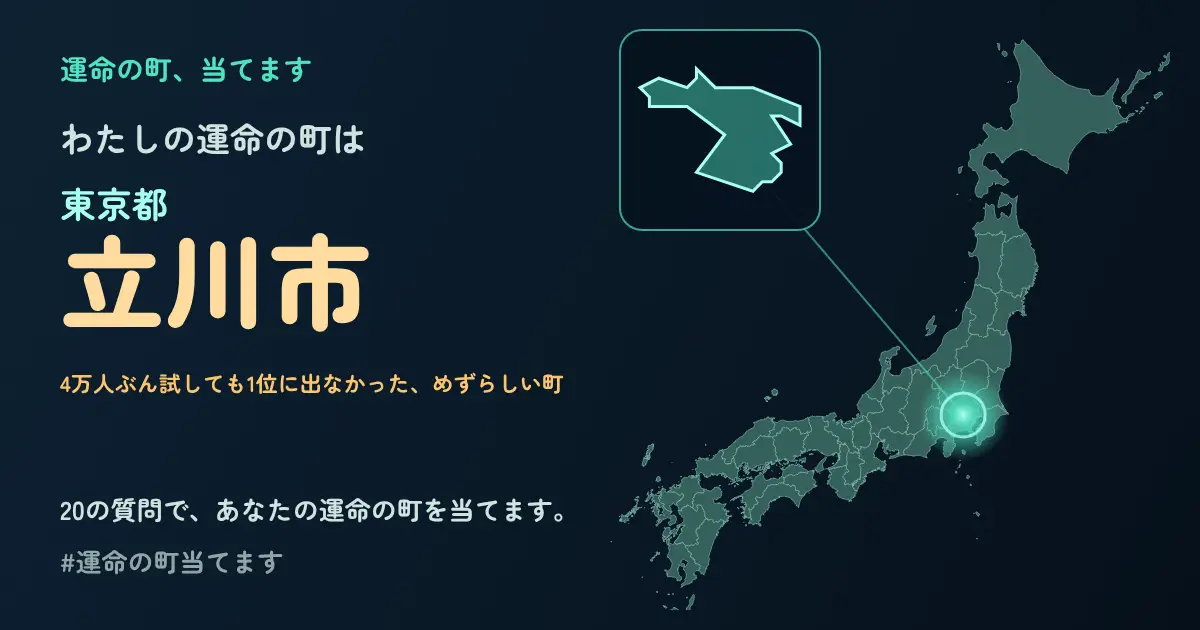 運命の町、当てます
わたしの運命の町は
東京都
立川市
4万人ぶん試しても1位に出なかった、めずらしい町
20の質問で、あなたの運命の町を当てます。
#運命の町当てます